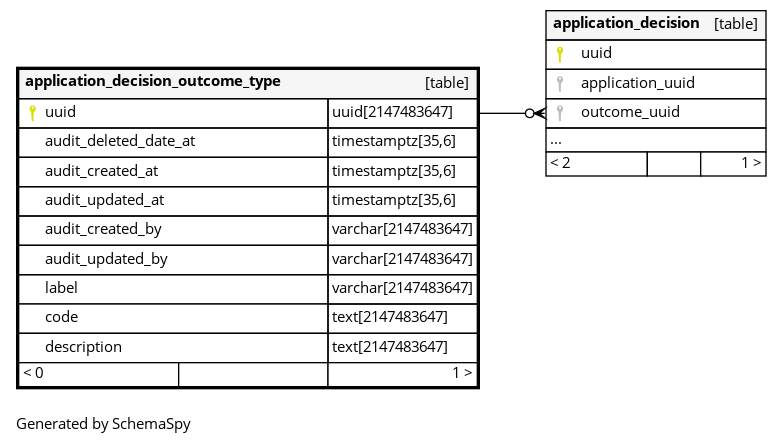 application_decision [table]
uuid
application_uuid
outcome_uuid
...
< 2 1 >
application_decision_outcome_type [table]
uuid uuid[2147483647]
audit_deleted_date_at timestamptz[35,6]
audit_created_at timestamptz[35,6]
audit_updated_at timestamptz[35,6]
audit_created_by varchar[2147483647]
audit_updated_by varchar[2147483647]
label varchar[2147483647]
code text[2147483647]
description text[2147483647]
< 0 1 >
Generated by SchemaSpy